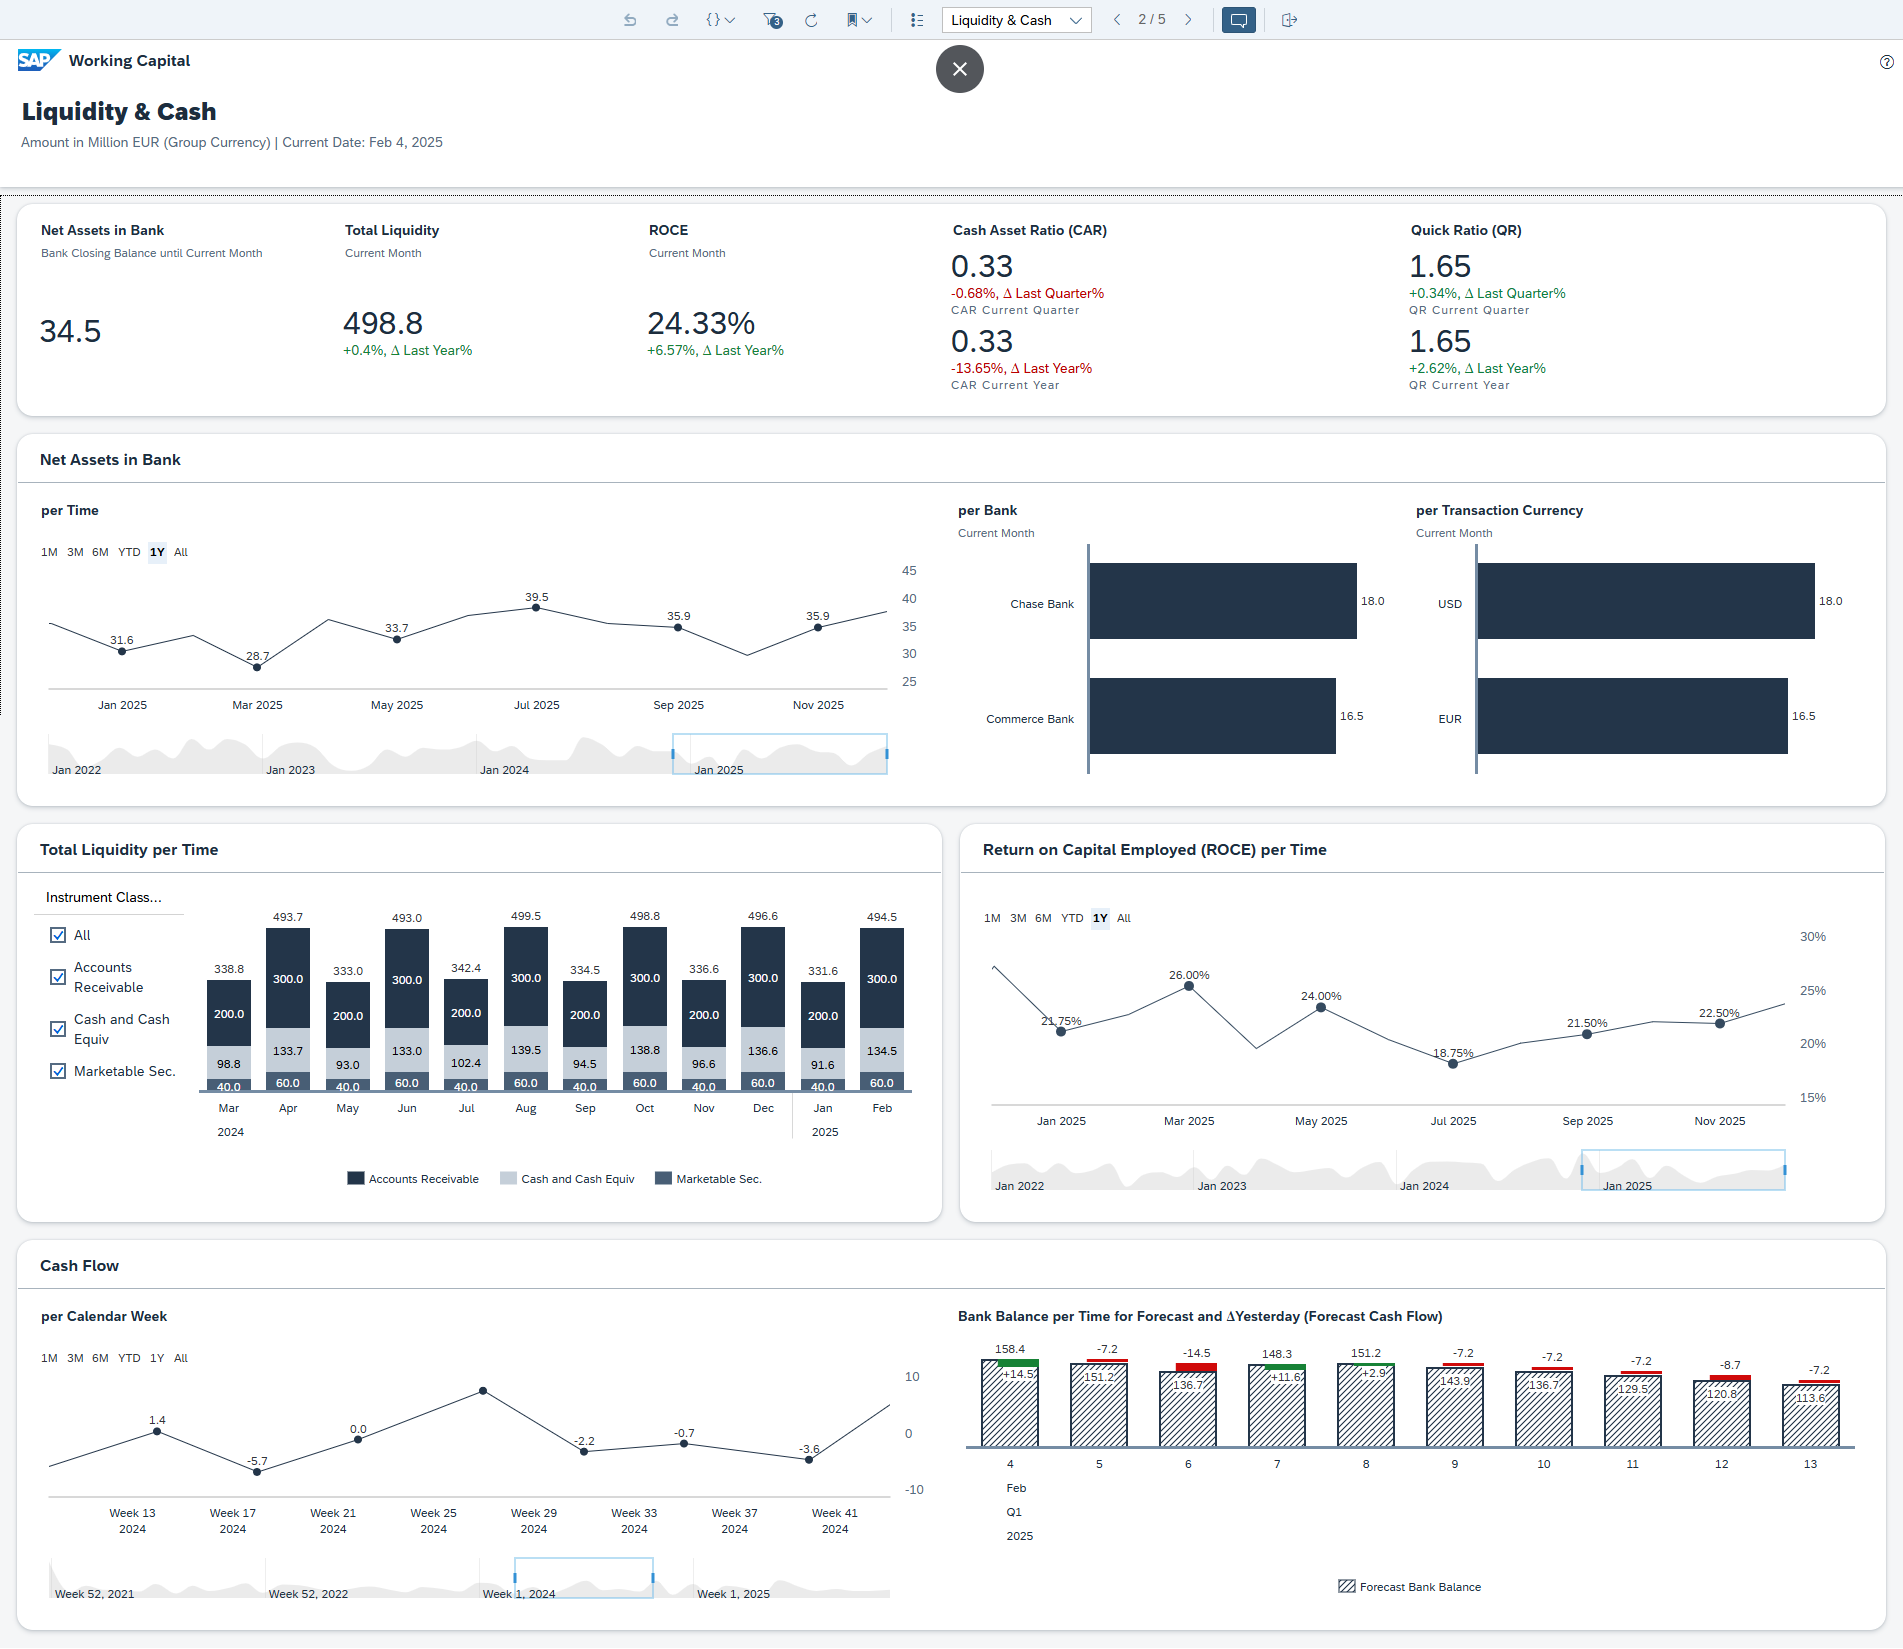 {}
3
Liquidity & Cash
2 / 5
SAP
Working Capital
Liquidity & Cash
Amount in Million EUR (Group Currency) | Current Date: Feb 4, 2025
Net Assets in Bank
Bank Closing Balance until Current Month
34.5
Total Liquidity
Current Month
498.8
+0.4%, Δ Last Year%
ROCE
Current Month
24.33%
+6.57%, Δ Last Year%
Cash Asset Ratio (CAR)
0.33
-0.68%, Δ Last Quarter%
CAR Current Quarter
0.33
-13.65%, Δ Last Year%
CAR Current Year
Quick Ratio (QR)
1.65
+0.34%, Δ Last Quarter%
QR Current Quarter
1.65
+2.62%, Δ Last Year%
QR Current Year
Net Assets in Bank
per Time
1M 3M 6M YTD 1Y All
45
40
35
30
25
31.6
28.7
33.7
39.5
35.9
35.9
Jan 2025 Mar 2025 May 2025 Jul 2025 Sep 2025 Nov 2025
Jan 2022 Jan 2023 Jan 2024 Jan 2025
per Bank
Current Month
Chase Bank 18.0
Commerce Bank 16.5
per Transaction Currency
Current Month
USD 18.0
EUR 16.5
Total Liquidity per Time
Instrument Class...
All
Accounts
Receivable
Cash and Cash
Equiv
Marketable Sec.
338.8 493.7 333.0 493.0 342.4 499.5 334.5 498.8 336.6 496.6 331.6 494.5
200.0 300.0 200.0 300.0 200.0 300.0 200.0 300.0 200.0 300.0 200.0 300.0
98.8 133.7 93.0 133.0 102.4 139.5 94.5 138.8 96.6 136.6 91.6 134.5
40.0 60.0 40.0 60.0 40.0 60.0 40.0 60.0 40.0 60.0 40.0 60.0
Mar Apr May Jun Jul Aug Sep Oct Nov Dec Jan Feb
2024 2025
Accounts Receivable Cash and Cash Equiv Marketable Sec.
Return on Capital Employed (ROCE) per Time
1M 3M 6M YTD 1Y All
30%
25%
20%
15%
21.75%
26.00%
24.00%
18.75%
21.50%
22.50%
Jan 2025 Mar 2025 May 2025 Jul 2025 Sep 2025 Nov 2025
Jan 2022 Jan 2023 Jan 2024 Jan 2025
Cash Flow
per Calendar Week
1M 3M 6M YTD 1Y All
10
0
-10
1.4
-5.7
0.0
-2.2
-0.7
-3.6
Week 13 Week 17 Week 21 Week 25 Week 29 Week 33 Week 37 Week 41
2024 2024 2024 2024 2024 2024 2024 2024
Week 52, 2021 Week 52, 2022 Week 1, 2024 Week 1, 2025
Bank Balance per Time for Forecast and ΔYesterday (Forecast Cash Flow)
158.4 -7.2 -14.5 148.3 151.2 -7.2 -7.2 -7.2 -8.7 -7.2
+14.5 151.2 136.7 +11.6 +2.9 143.9 136.7 129.5 120.8 113.6
4 5 6 7 8 9 10 11 12 13
Feb
Q1
2025
Forecast Bank Balance